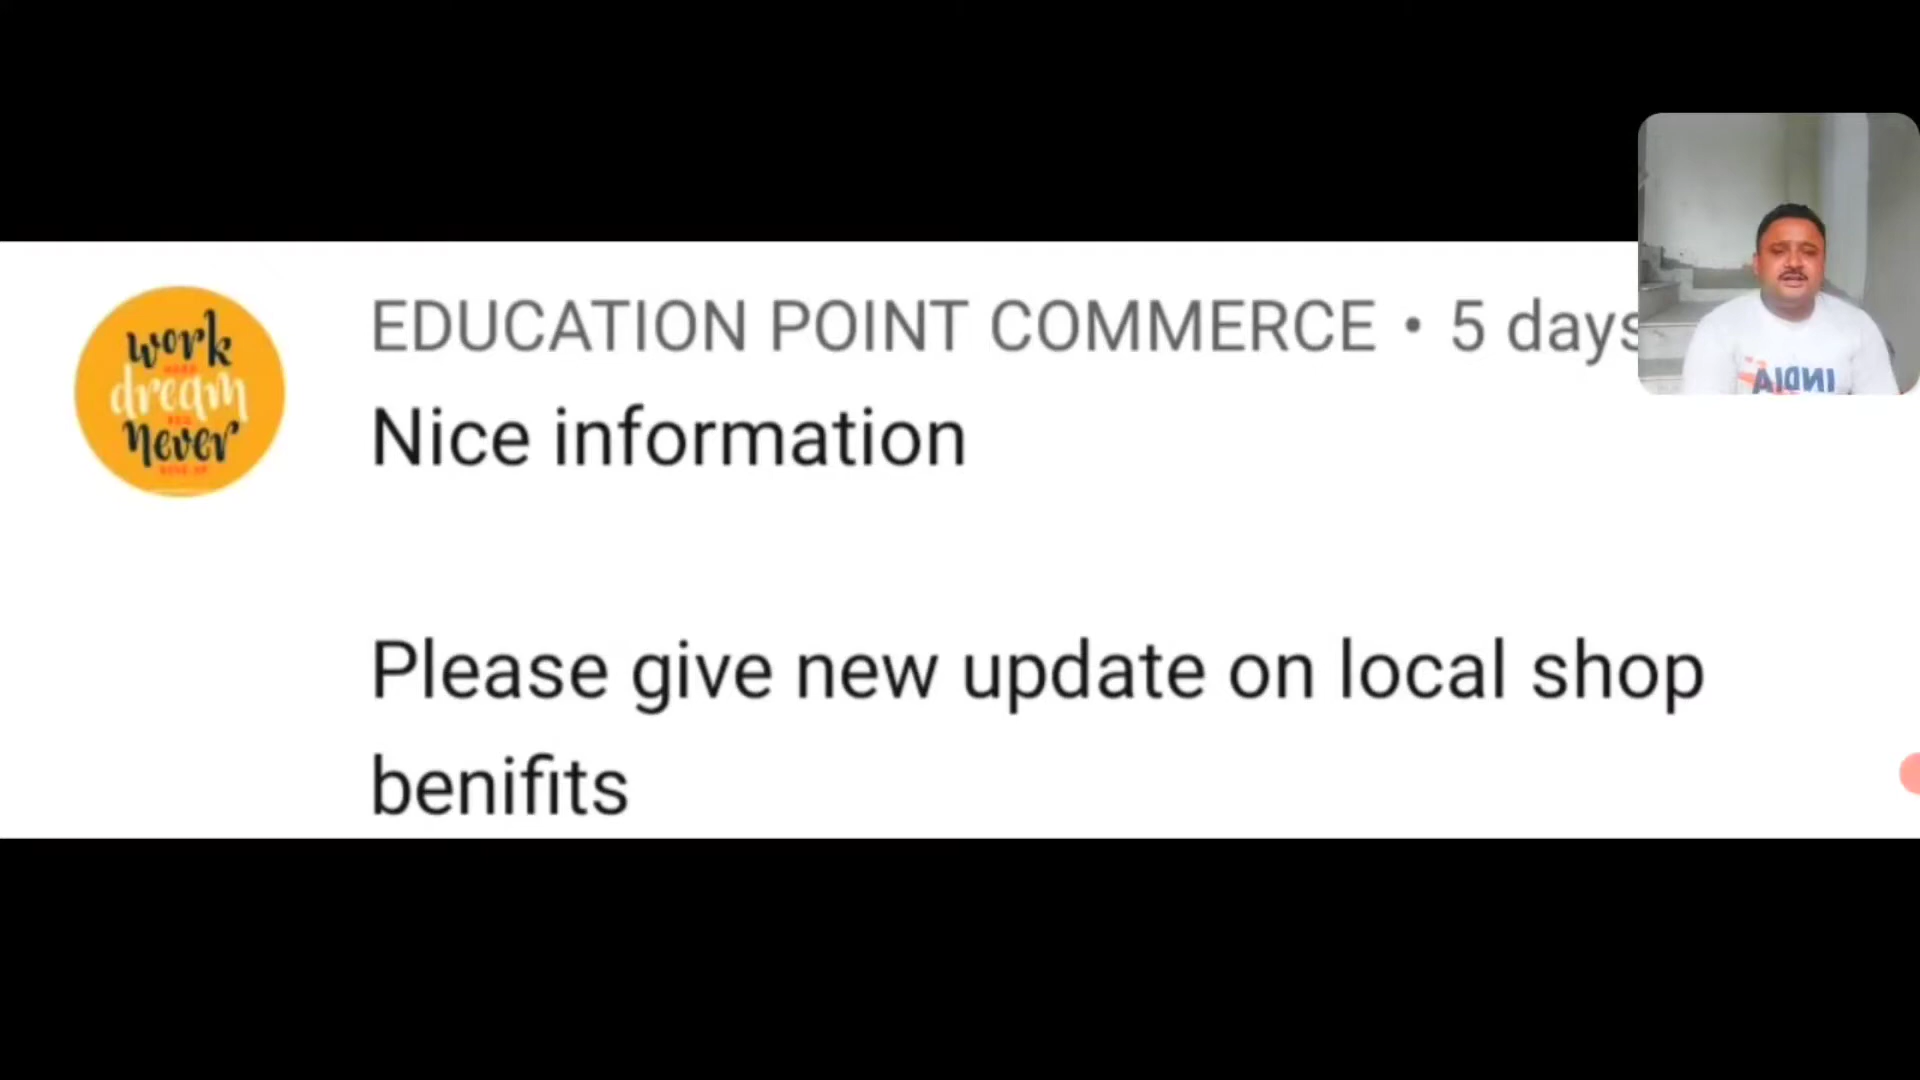 work
dream
never
EDUCATION POINT COMMERCE • 5 days
Nice information
Please give new update on local shop
benifits
INDIA